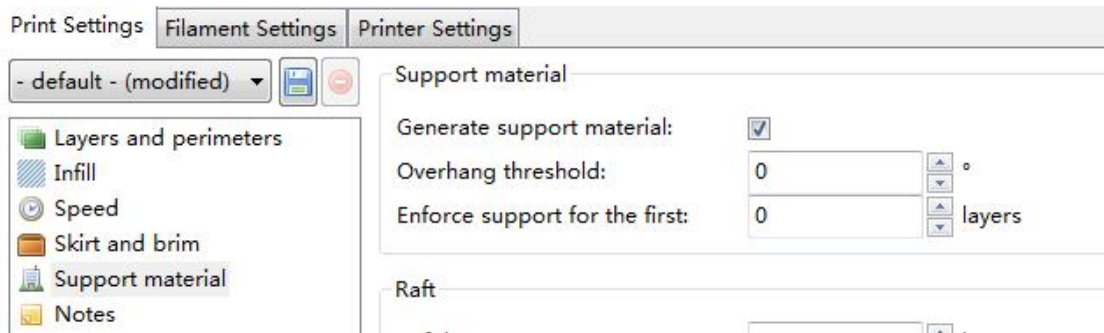 Print Settings Filament Settings Printer Settings
- default - (modified)
Layers and perimeters
Infill
Speed
Skirt and brim
Support material
Notes
Support material
Generate support material:
Overhang threshold: 0 °
Enforce support for the first: 0 layers
Raft